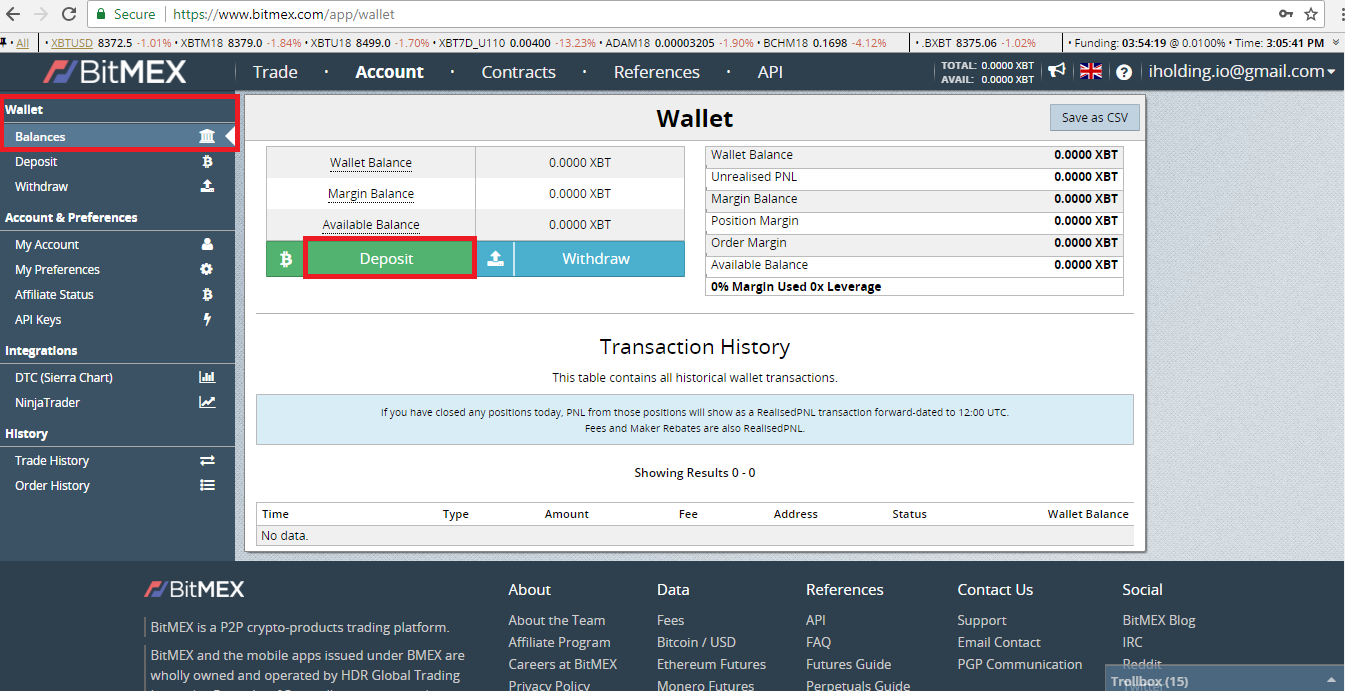 Secure | https://www.bitmex.com/app/wallet
All • XBTUSD 8372.5 -1.01% • XBTM18 8379.0 -1.84% • XBTU18 8499.0 -1.70% • XBT7D_U110 0.00400 -13.23% • ADAM18 0.00003205 -1.90% • BCHM18 0.1698 -4.12% • .BXBT 8375.06 -1.02% • Funding: 03:54:19 @ 0.0100% • Time: 3:05:41 PM
BitMEX Trade · Account · Contracts · References · API
TOTAL: 0.0000 XBT
AVAIL: 0.0000 XBT
iholding.io@gmail.com
Wallet
Balances
Deposit
Withdraw
Account & Preferences
My Account
My Preferences
Affiliate Status
API Keys
Integrations
DTC (Sierra Chart)
NinjaTrader
History
Trade History
Order History
Wallet
Save as CSV
Wallet Balance 0.0000 XBT
Margin Balance 0.0000 XBT
Available Balance 0.0000 XBT
Deposit Withdraw
Wallet Balance 0.0000 XBT
Unrealised PNL 0.0000 XBT
Margin Balance 0.0000 XBT
Position Margin 0.0000 XBT
Order Margin 0.0000 XBT
Available Balance 0.0000 XBT
0% Margin Used 0x Leverage
Transaction History
This table contains all historical wallet transactions.
If you have closed any positions today, PNL from those positions will show as a RealisedPNL transaction forward-dated to 12:00 UTC.
Fees and Maker Rebates are also RealisedPNL.
Showing Results 0 - 0
Time Type Amount Fee Address Status Wallet Balance
No data.
BitMEX
BitMEX is a P2P crypto-products trading platform.
BitMEX and the mobile apps issued under BMEX are
wholly owned and operated by HDR Global Trading
About
About the Team
Affiliate Program
Careers at BitMEX
Privacy Policy
Data
Fees
Bitcoin / USD
Ethereum Futures
Monero Futures
References
API
FAQ
Futures Guide
Perpetuals Guide
Contact Us
Support
Email Contact
PGP Communication
Social
BitMEX Blog
IRC
Reddit
Twitter
Trollbox (15)